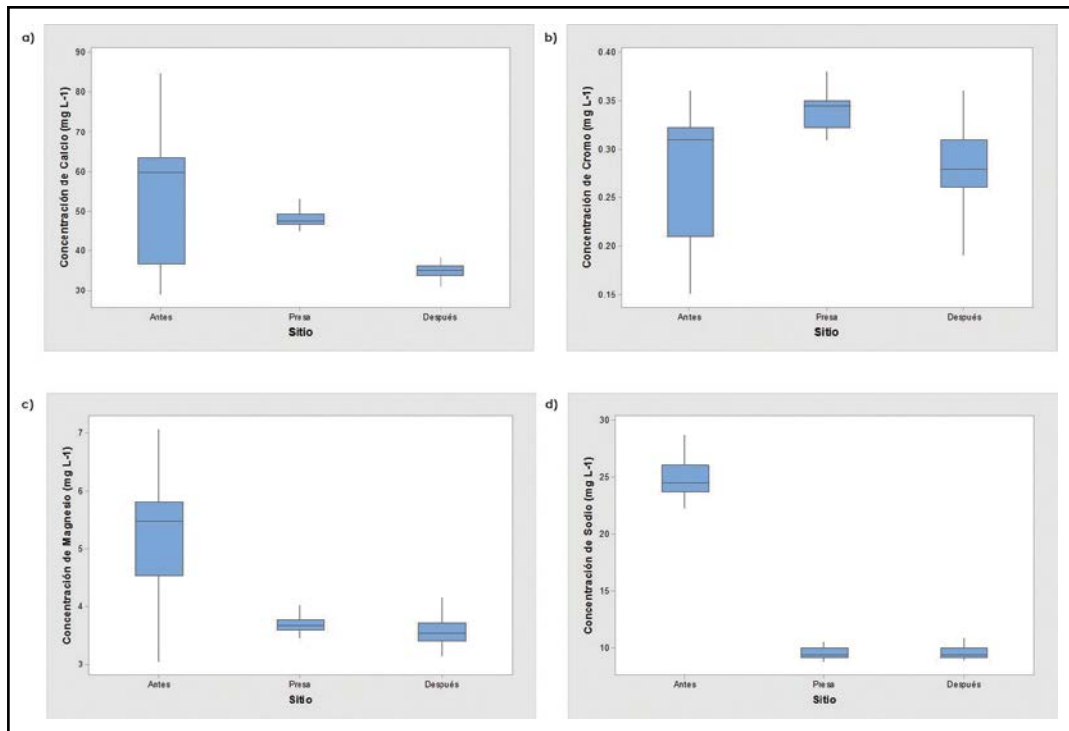 a)
Concentración de Calcio (mg L-1)
90
80
70
60
50
40
30
Antes
Presa
Después
Sitio
b)
Concentración de Cromo (mg L-1)
0.40
0.35
0.30
0.25
0.20
0.15
Antes
Presa
Después
Sitio
c)
Concentración de Magnesio (mg L-1)
7
6
5
4
3
Antes
Presa
Después
Sitio
d)
Concentración de Sodio (mg L-1)
30
25
20
15
10
Antes
Presa
Después
Sitio